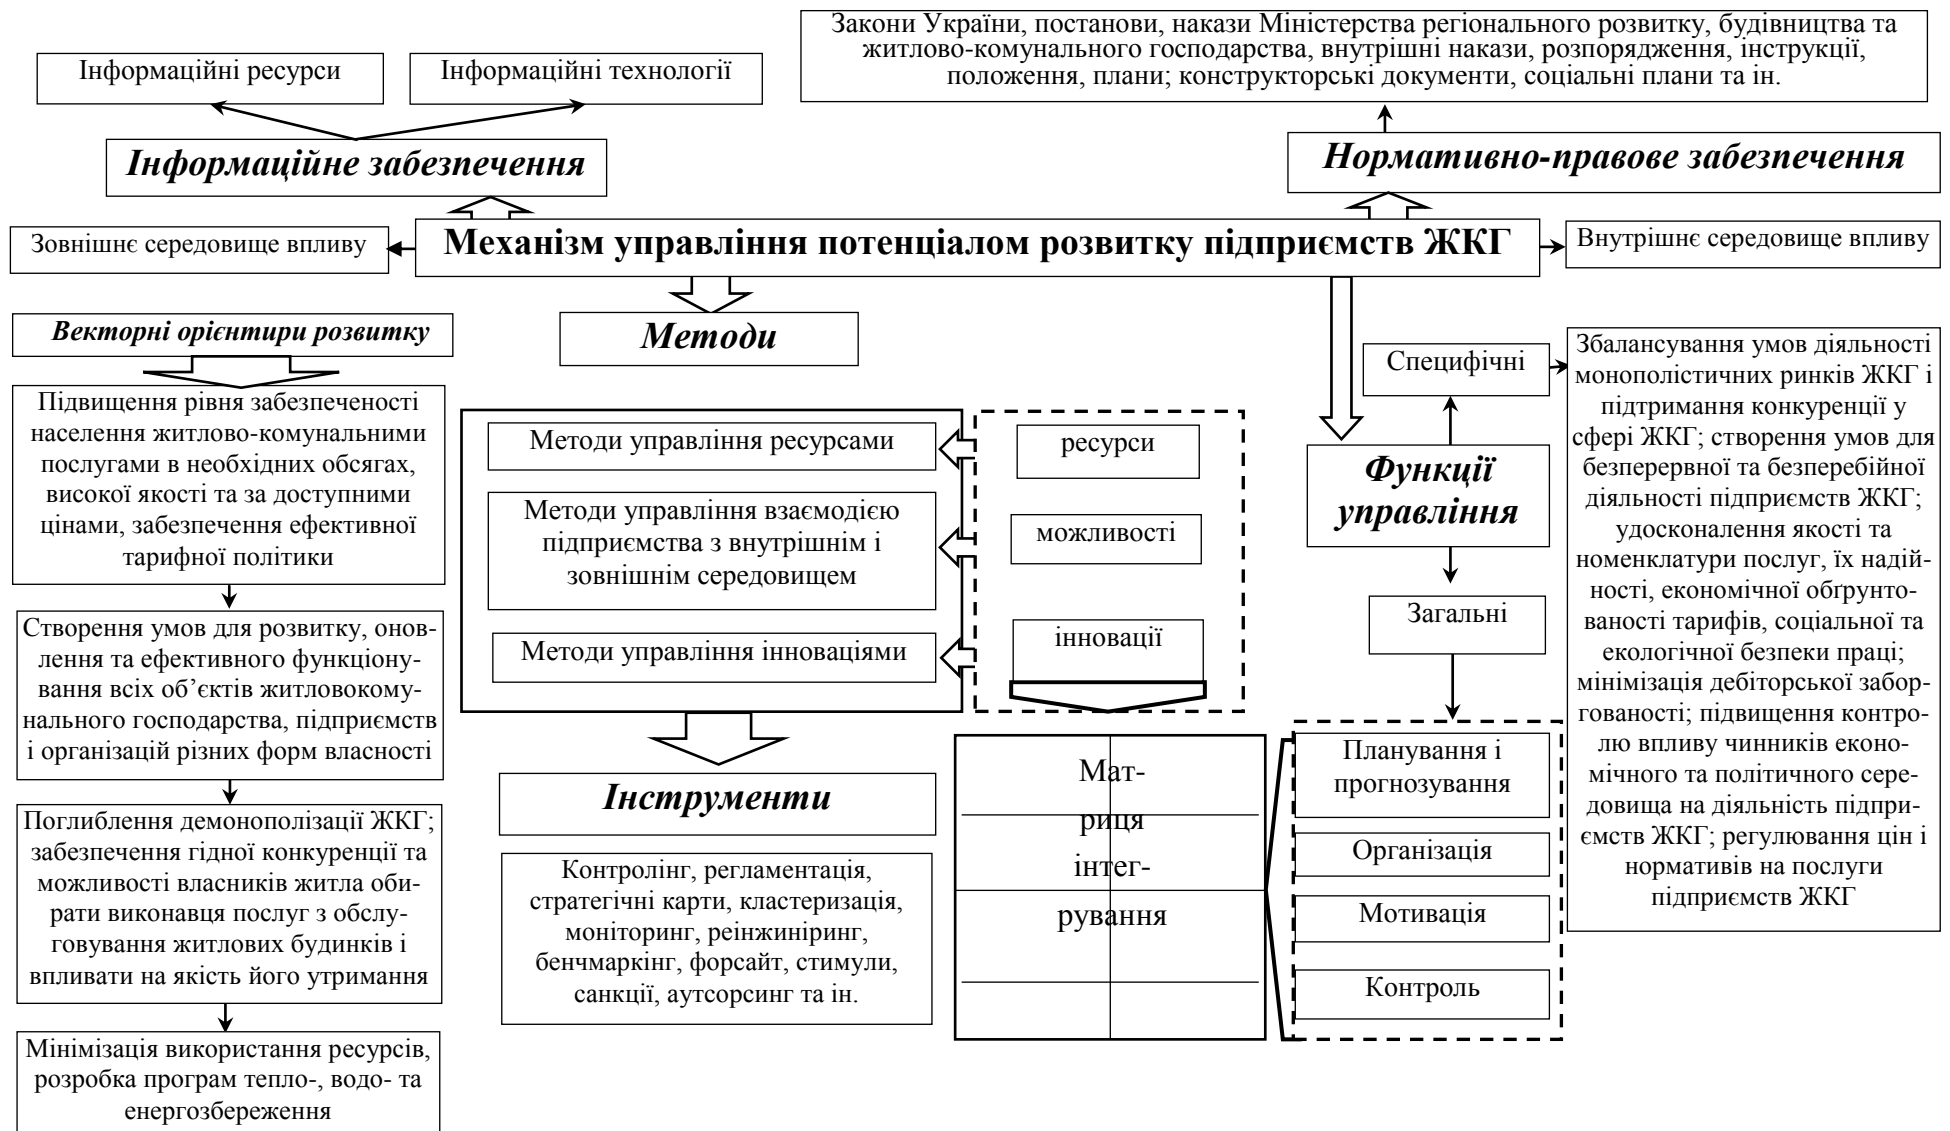 Закони України, постанови, накази Міністерства регіонального розвитку, будівництва та
житлово-комунального господарства, внутрішні накази, розпорядження, інструкції,
положення, плани; конструкторські документи, соціальні плани та ін.
Інформаційні ресурси
Інформаційні технології
Інформаційне забезпечення
Нормативно-правове забезпечення
Зовнішнє середовище впливу
Механізм управління потенціалом розвитку підприємств ЖКГ
Внутрішнє середовище впливу
Векторні орієнтири розвитку
Підвищення рівня забезпеченості
населення житлово-комунальними
послугами в необхідних обсягах,
високої якості та за доступними
цінами, забезпечення ефективної
тарифної політики
Створення умов для розвитку, онов-
лення та ефективного функціону-
вання всіх об’єктів житловокому-
нального господарства, підприємств
і організацій різних форм власності
Поглиблення демонополізації ЖКГ;
забезпечення гідної конкуренції та
можливості власників житла оби-
рати виконавця послуг з обслу-
говування житлових будинків і
впливати на якість його утримання
Мінімізація використання ресурсів,
розробка програм тепло-, водо- та
енергозбереження
Методи
Методи управління ресурсами
Методи управління взаємодією
підприємства з внутрішнім і
зовнішнім середовищем
Методи управління інноваціями
ресурси
можливості
інновації
Інструменти
Контролінг, регламентація,
стратегічні карти, кластеризація,
моніторинг, реінжиніринг,
бенчмаркінг, форсайт, стимули,
санкції, аутсорсинг та ін.
Мат-
риця
інтег-
рування
Специфічні
Функції
управління
Загальні
Планування і
прогнозування
Організація
Мотивація
Контроль
Збалансування умов діяльності
монополістичних ринків ЖКГ і
підтримання конкуренції у
сфері ЖКГ; створення умов для
безперервної та безперебійної
діяльності підприємств ЖКГ;
удосконалення якості та
номенклатури послуг, їх надій-
ності, економічної обґрунто-
ваності тарифів, соціальної та
екологічної безпеки праці;
мінімізація дебіторської забор-
гованості; підвищення контро-
лю впливу чинників еконо-
мічного та політичного сере-
довища на діяльність підпри-
ємств ЖКГ; регулювання цін і
нормативів на послуги
підприємств ЖКГ